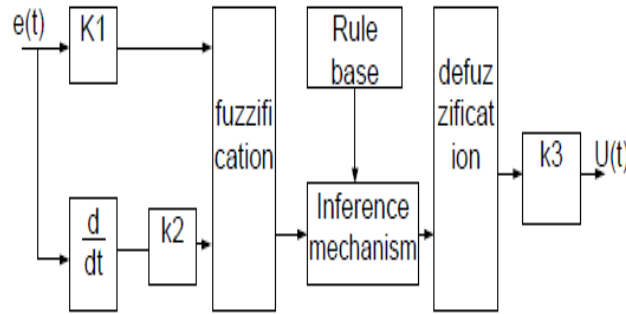 e(t)
K1
fuzzifi
cation
Rule
base
defuz
zificat
ion
k3
U(t)
d
dt
k2
Inference
mechanism